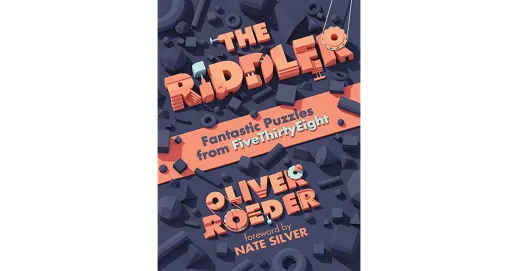 THE
RIDDLER
Fantastic Puzzles
from FiveThirtyEight
OLIVER
ROEDER
foreword by
NATE SILVER